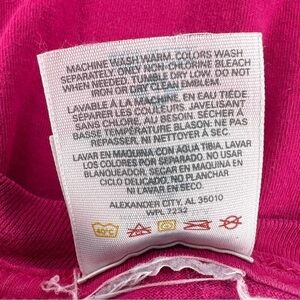 MACHINE WASH WARM. COLORS WASH
SEPARATELY. ONLY NON-CHLORINE BLEACH
WHEN NEEDED. TUMBLE DRY LOW. DO NOT
IRON OR DRY CLEAN EMBLEM.
LAVABLE À LA MACHINE, EN EAU TIÈDE
SÉPARER LES COULEURS. JAVELISANT
SANS CHLORE AU BESOIN. SÉCHER À
BASSE TEMPÉRATURE BLASON. NI
REPASSER, NI NETTOYER À SEC
LAVAR EN MAQUINA CON AGUA TIBIA. LAVAR
LOS COLORES POR SEPARADO. NO USAR
BLANQUEADOR. SECAR EN MAQUINA EN
CICLO DELICADO. NO PLANCHAR
NI LAVAR EN SECO.
ALEXANDER CITY, AL 35010
WPL 7232
40°C